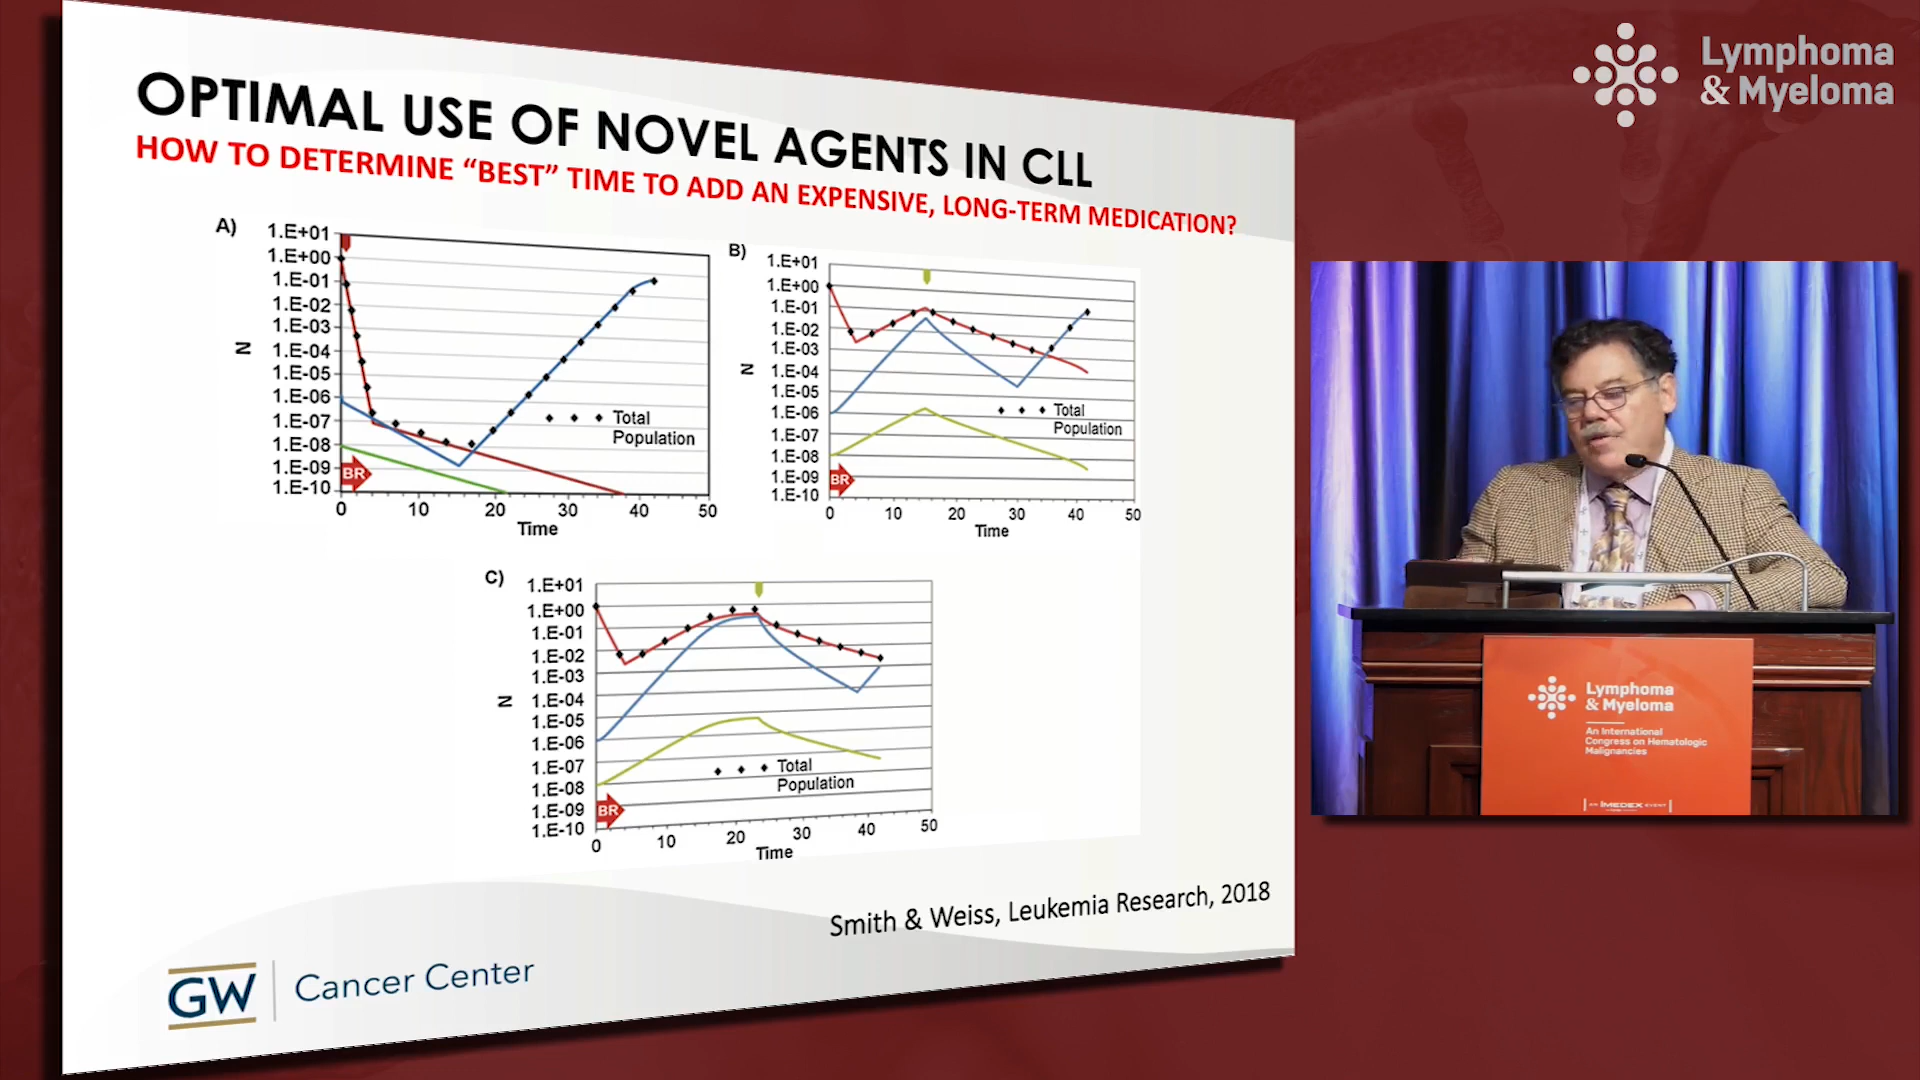 OPTIMAL USE OF NOVEL AGENTS IN CLL
HOW TO DETERMINE “BEST” TIME TO ADD AN EXPENSIVE, LONG-TERM MEDICATION?
A)
1.E+01
1.E+00
1.E-01
1.E-02
1.E-03
1.E-04
1.E-05
1.E-06
1.E-07
1.E-08
1.E-09
1.E-10
N
Total
Population
BR
0 10 20 30 40 50
Time
B)
1.E+01
1.E+00
1.E-01
1.E-02
1.E-03
1.E-04
1.E-05
1.E-06
1.E-07
1.E-08
1.E-09
1.E-10
N
Total
Population
BR
0 10 20 30 40 50
Time
C)
1.E+01
1.E+00
1.E-01
1.E-02
1.E-03
1.E-04
1.E-05
1.E-06
1.E-07
1.E-08
1.E-09
1.E-10
N
Total
Population
BR
0 10 20 30 40 50
Time
Smith & Weiss, Leukemia Research, 2018
GW
Cancer Center
Lymphoma
& Myeloma
Lymphoma
& Myeloma
An International
Congress on Hematologic
Malignancies
AN IMEDEX EVENT